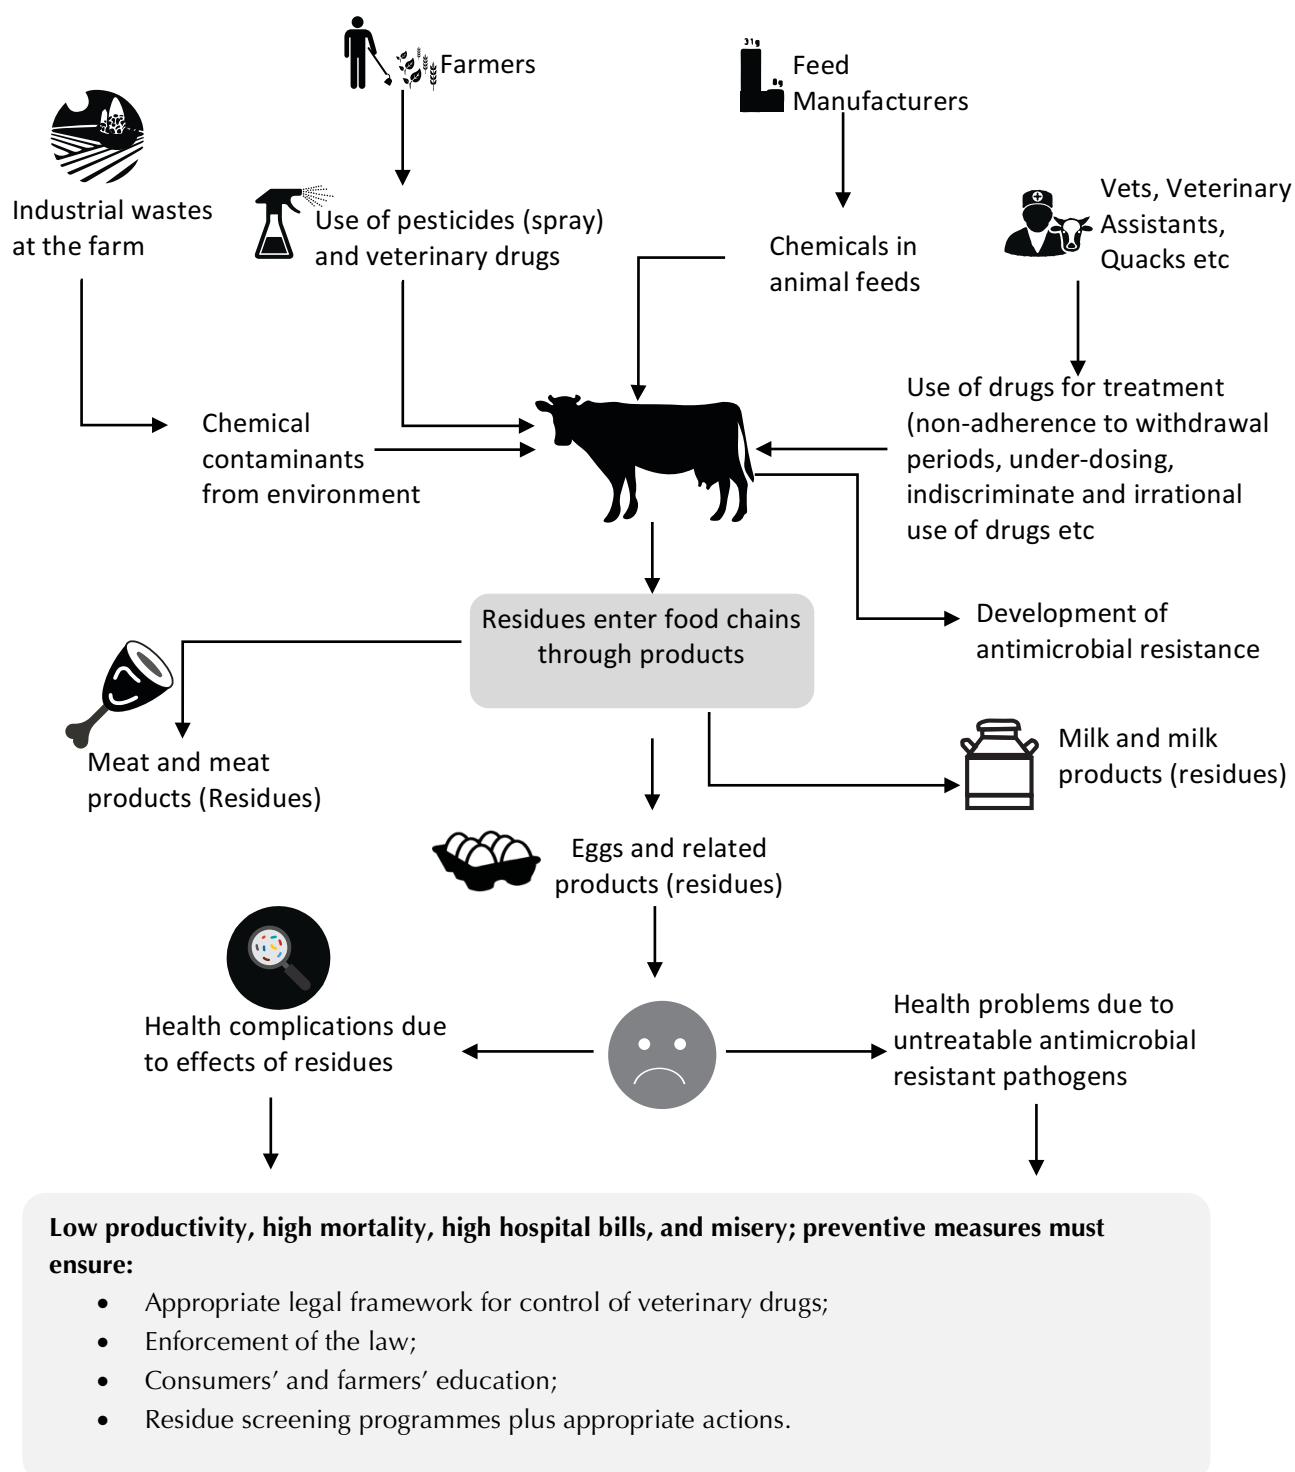 Farmers
31g
8g
Feed
Manufacturers
Industrial wastes
at the farm
Use of pesticides (spray)
and veterinary drugs
Chemicals in
animal feeds
Vets, Veterinary
Assistants,
Quacks etc
Chemical
contaminants
from environment
Use of drugs for treatment
(non-adherence to withdrawal
periods, under-dosing,
indiscriminate and irrational
use of drugs etc
Residues enter food chains
through products
Development of
antimicrobial resistance
Meat and meat
products (Residues)
Milk and milk
products (residues)
Eggs and related
products (residues)
Health complications due
to effects of residues
Health problems due to
untreatable antimicrobial
resistant pathogens
Low productivity, high mortality, high hospital bills, and misery; preventive measures must
ensure:
• Appropriate legal framework for control of veterinary drugs;
• Enforcement of the law;
• Consumers’ and farmers’ education;
• Residue screening programmes plus appropriate actions.